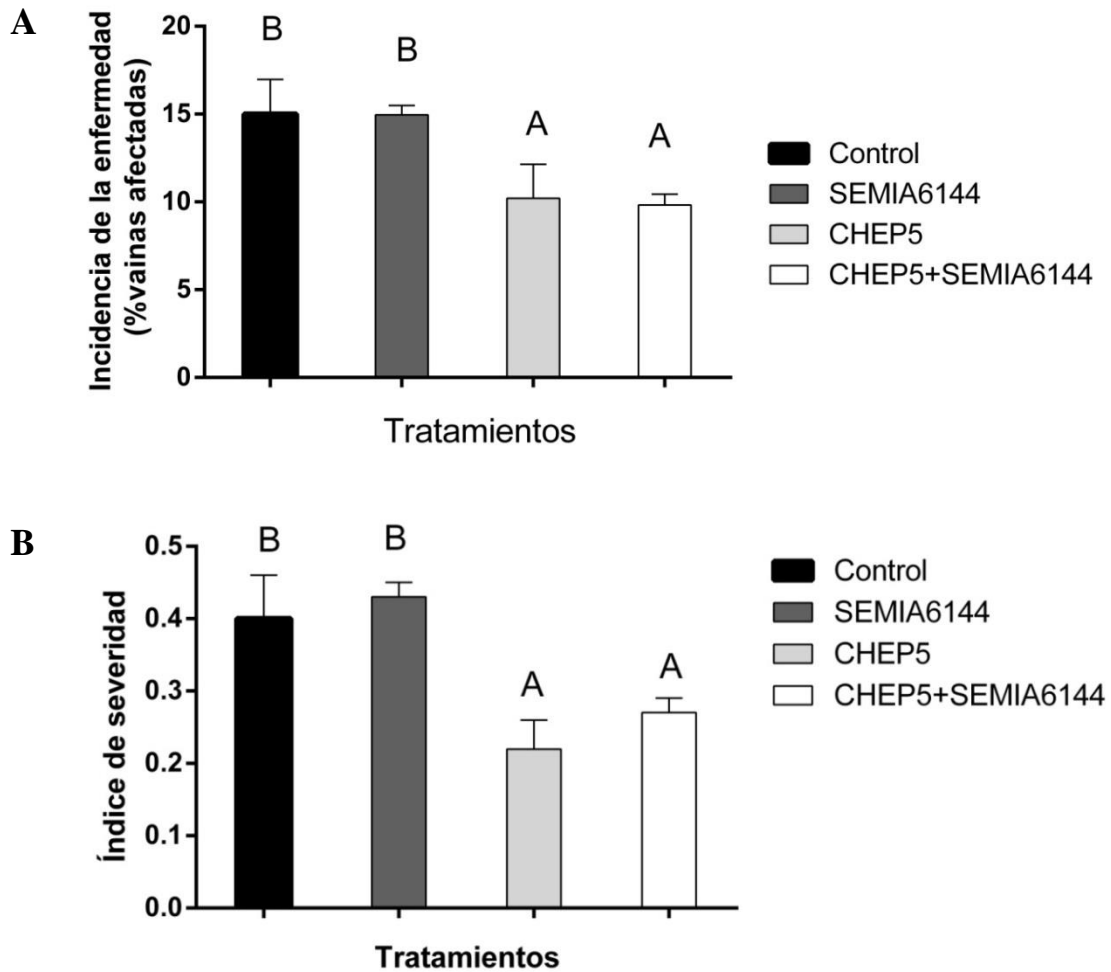 A
Incidencia de la enfermedad
(%vainas afectadas)
20
15
10
5
0
B
B
A
A
Tratamientos
Control
SEMIA6144
CHEP5
CHEP5+SEMIA6144
B
Índice de severidad
0.5
0.4
0.3
0.2
0.1
0.0
B
B
A
A
Tratamientos
Control
SEMIA6144
CHEP5
CHEP5+SEMIA6144